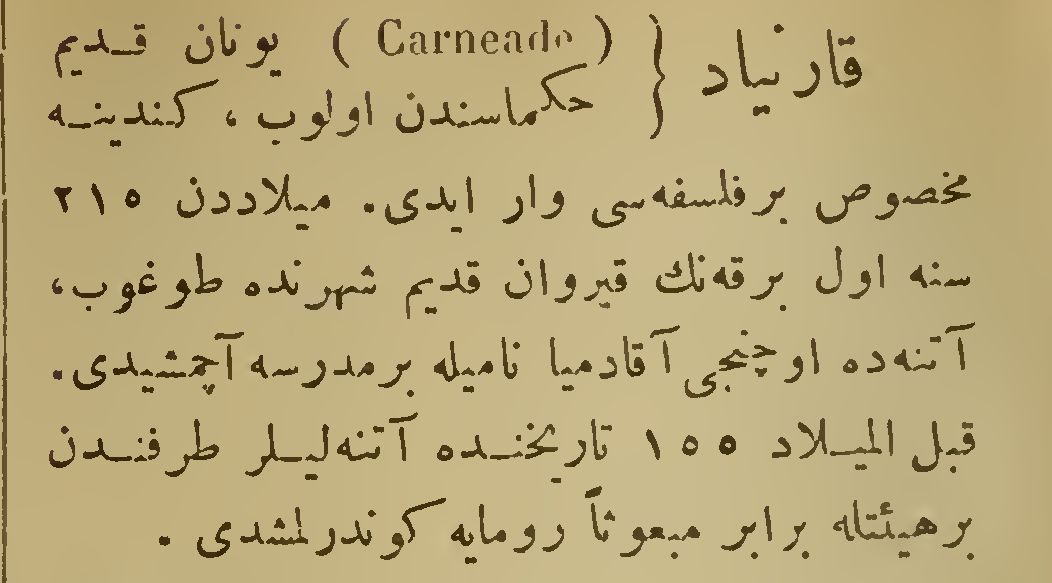 قارنیاد { (Carneade) یونان قدیم
حکماسندن اولوب ، کندینه
مخصوص برفلسفه‌سی وار ایدی. میلاددن ۲۱۵
سنه اول برقه‌نك قیروان قدیم شهرنده طوغوب،
آتنه‌ده اوچنجی آقادمیا نامیله برمدرسه آچمشیدی.
قبل المیلاد ۱۵۵ تاریخنده آتنه‌لیلر طرفندن
برهیئتله برابر مبعوثاً رومایه کوندرلمشدی .